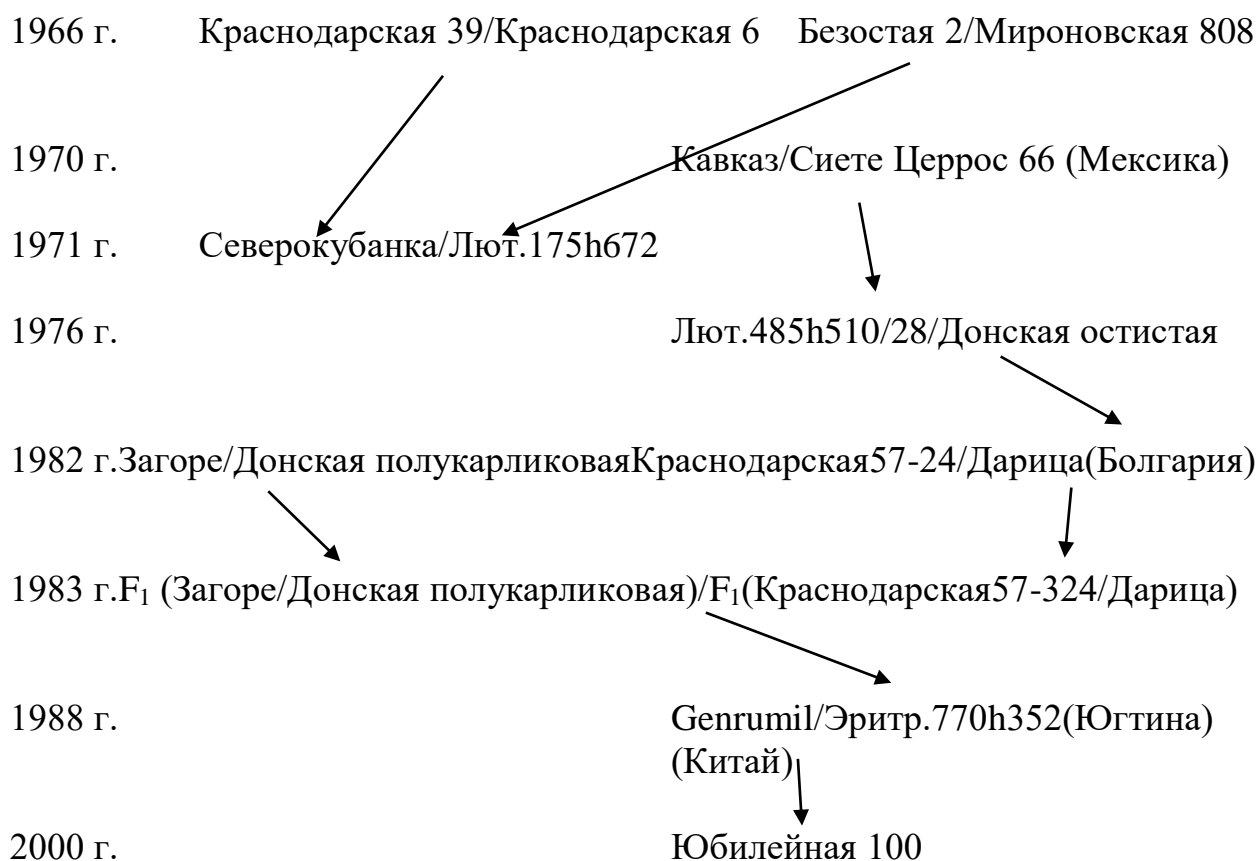 1966 г. Краснодарская 39/Краснодарская 6 Безостая 2/Мироновская 808
1970 г. Кавказ/Сиете Церрос 66 (Мексика)
1971 г. Северокубанка/Лют.175h672
1976 г. Лют.485h510/28/Донская остистая
1982 г.Загоре/Донская полукарликоваяКраснодарская57-24/Дарица(Болгария)
1983 г.F₁ (Загоре/Донская полукарликовая)/F₁(Краснодарская57-324/Дарица)
1988 г. Genrumil/Эритр.770h352(Югтина)
(Китай)
2000 г. Юбилейная 100